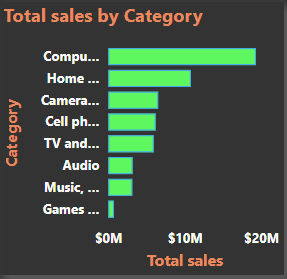 Total sales by Category
Category
Compu...
Home ...
Camera...
Cell ph...
TV and...
Audio
Music, ...
Games ...
$0M $10M $20M
Total sales